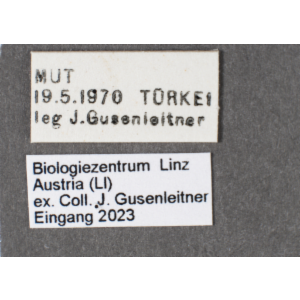 MUT
19.5.1970 TÜRKEI
leg J.Gusenleitner
Biologiezentrum Linz
Austria (LI)
ex. Coll. J. Gusenleitner
Eingang 2023